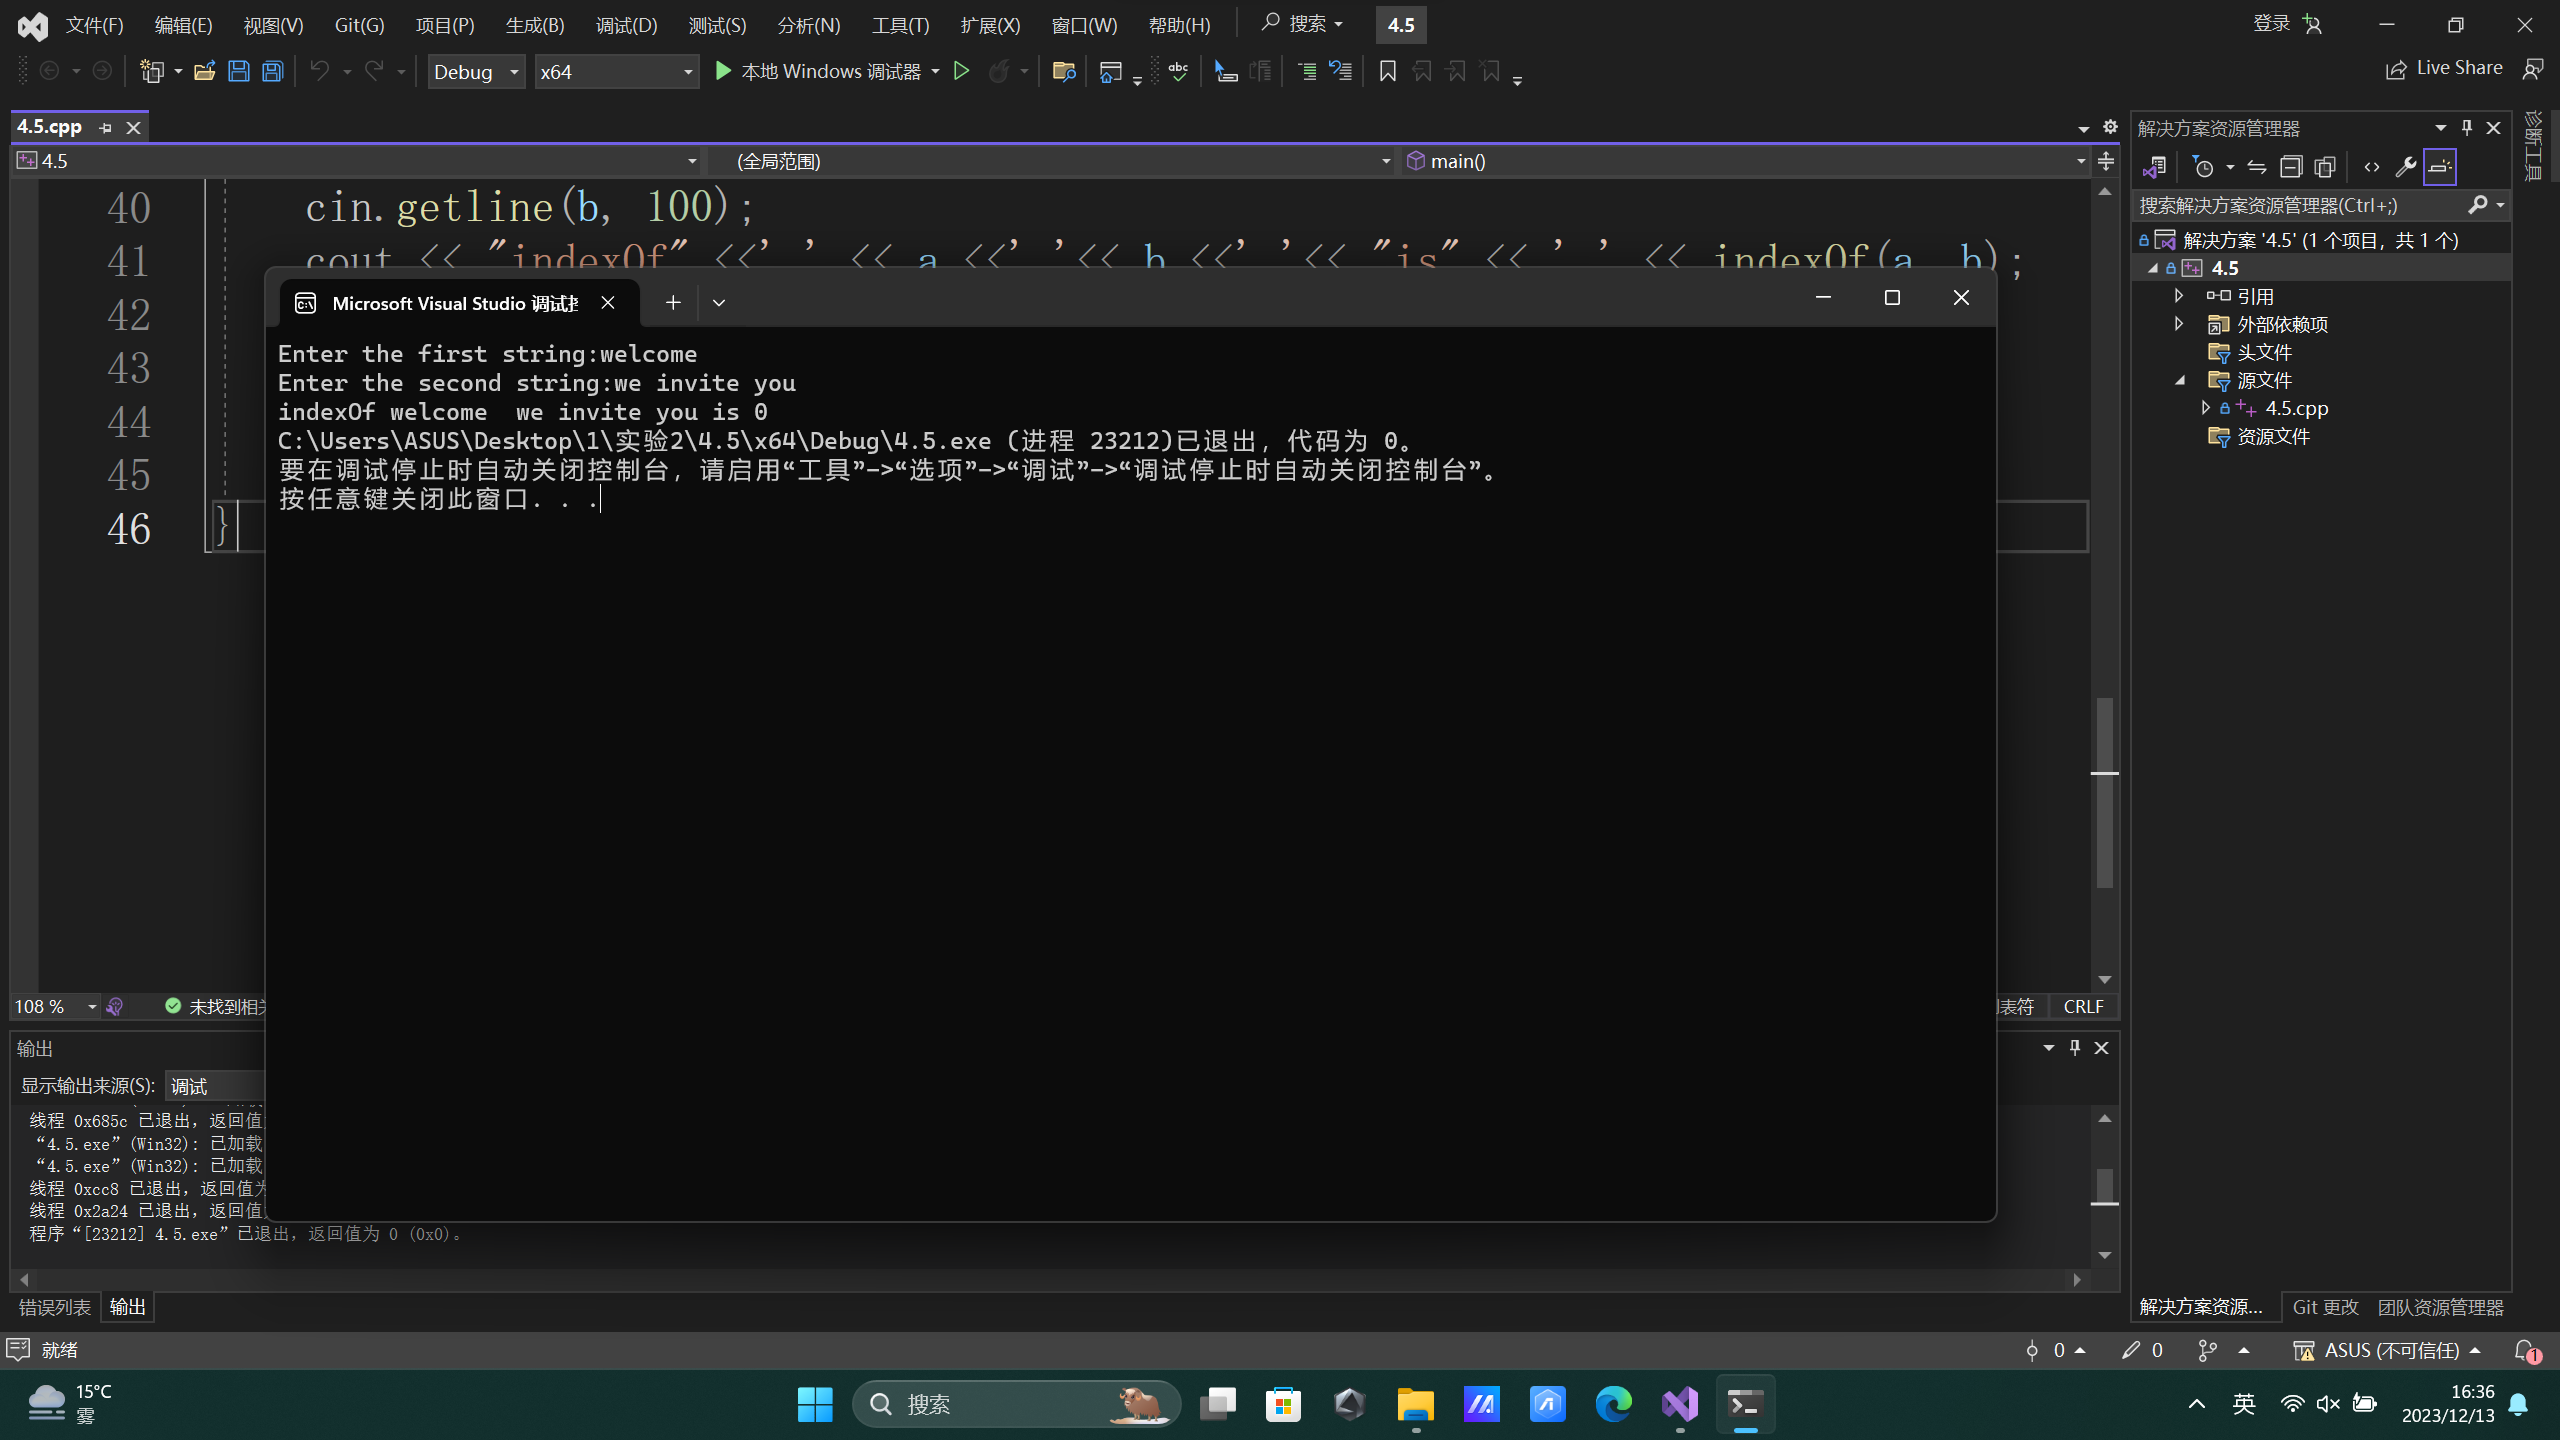 文件(F) 编辑(E) 视图(V) Git(G) 项目(P) 生成(B) 调试(D) 测试(S) 分析(N) 工具(T) 扩展(X) 窗口(W) 帮助(H) 搜索 4.5 登录
Debug x64 本地 Windows 调试器 Live Share
4.5.cpp
4.5 (全局范围) main()
40 cin.getline(b, 100);
41 cout << "indexOf" <<' ' << a <<' '<< b <<' '<< "is" << ' ' << indexOf(a, b);
42
43
44
45
46 }
Microsoft Visual Studio 调试
Enter the first string:welcome
Enter the second string:we invite you
indexOf welcome  we invite you is 0
C:\Users\ASUS\Desktop\1\实验2\4.5\x64\Debug\4.5.exe (进程 23212)已退出，代码为 0。
要在调试停止时自动关闭控制台，请启用“工具”->“选项”->“调试”->“调试停止时自动关闭控制台”。
按任意键关闭此窗口. . .
108 % 未找到相关 表符 CRLF
输出
显示输出来源(S): 调试
线程 0x685c 已退出，返回值
“4.5.exe”(Win32): 已加载
“4.5.exe”(Win32): 已加载
线程 0xcc8 已退出，返回值为
线程 0x2a24 已退出，返回值
程序“[23212] 4.5.exe”已退出，返回值为 0 (0x0)。
错误列表 输出
解决方案资源管理器
搜索解决方案资源管理器(Ctrl+;)
解决方案 '4.5' (1 个项目，共 1 个)
4.5
引用
外部依赖项
头文件
源文件
4.5.cpp
资源文件
诊断工具
解决方案资源... Git 更改 团队资源管理器
就绪 0 0 ASUS (不可信任) 1
15°C
雾
搜索
英
16:36
2023/12/13